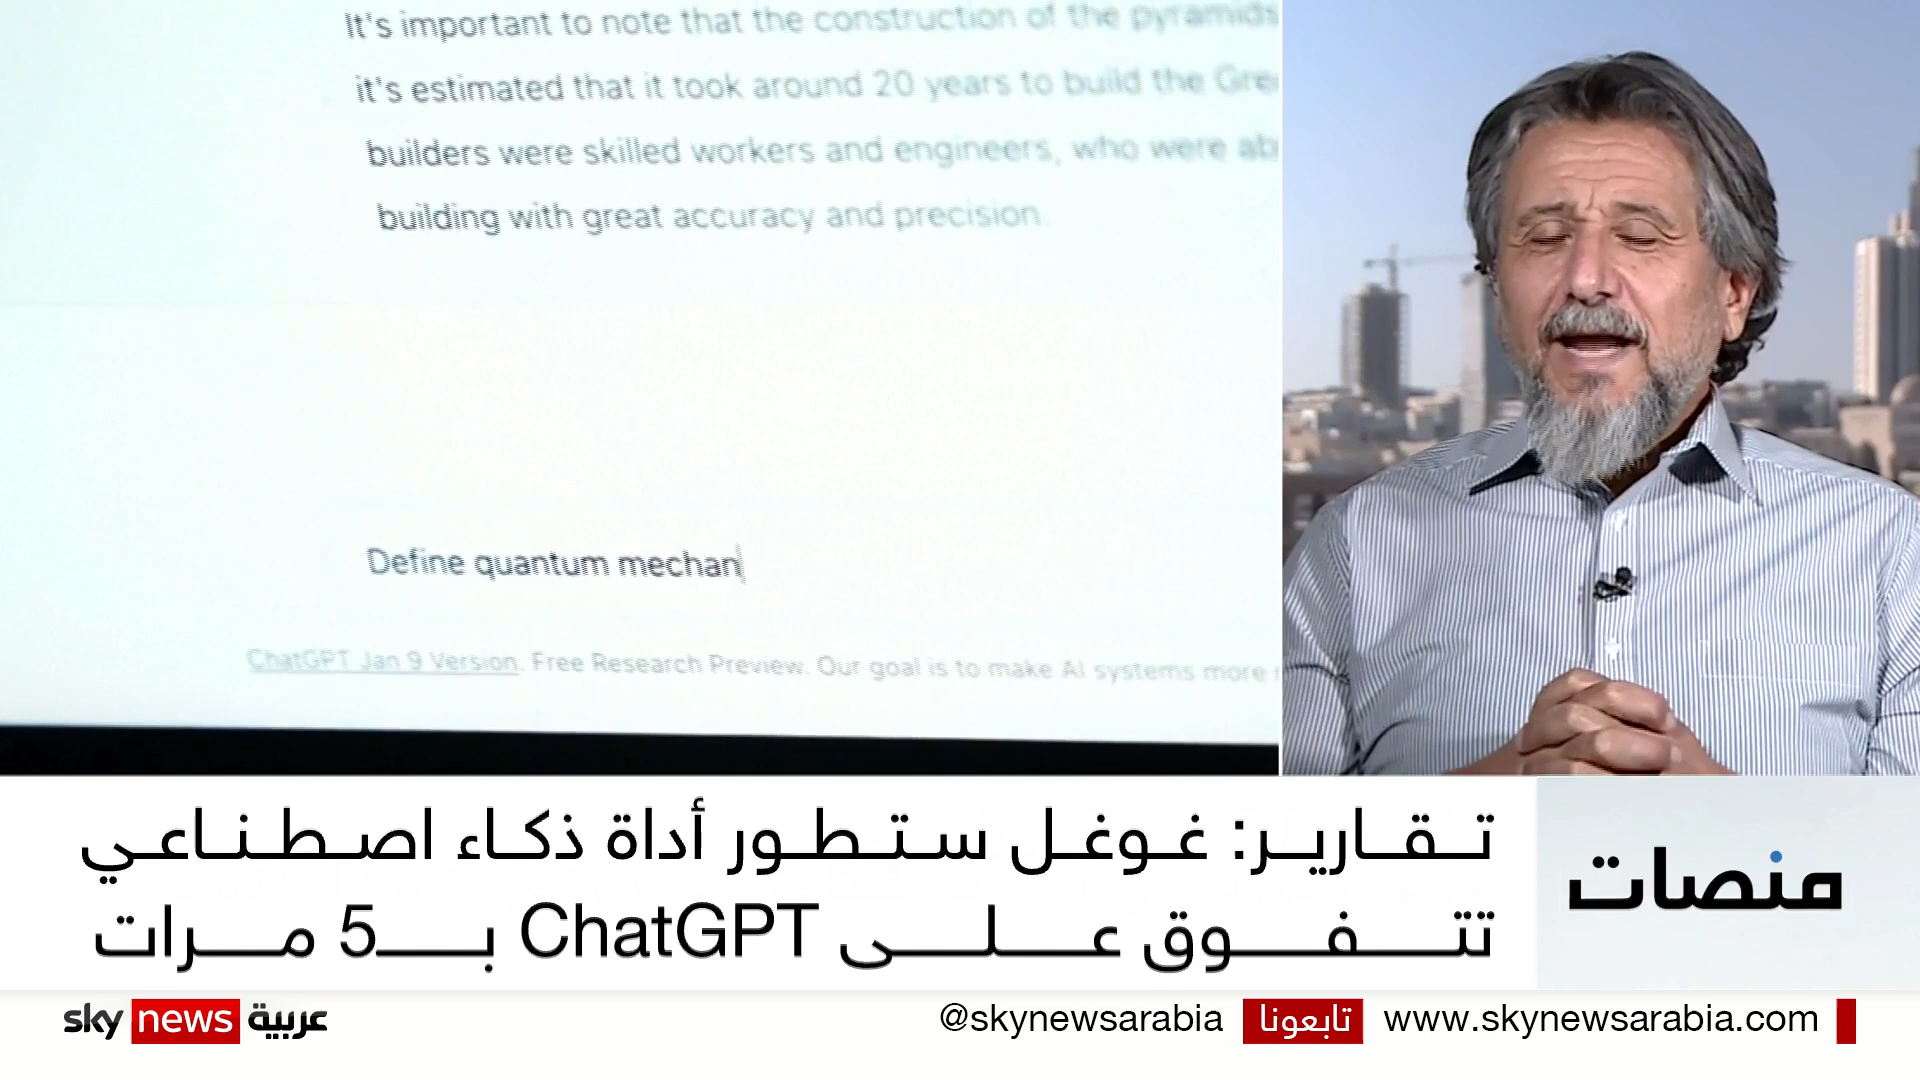 It's important to note that the construction of the pyramids
it's estimated that it took around 20 years to build the Gre
builders were skilled workers and engineers, who were ab
building with great accuracy and precision.
Define quantum mechan
ChatGPT Jan 9 Version. Free Research Preview. Our goal is to make AI systems more
تقارير: غوغل ستطور أداة ذكاء اصطناعي
تتفوق على ChatGPT بـ5 مرات
منصات
sky news عربية
@skynewsarabia تابعونا www.skynewsarabia.com